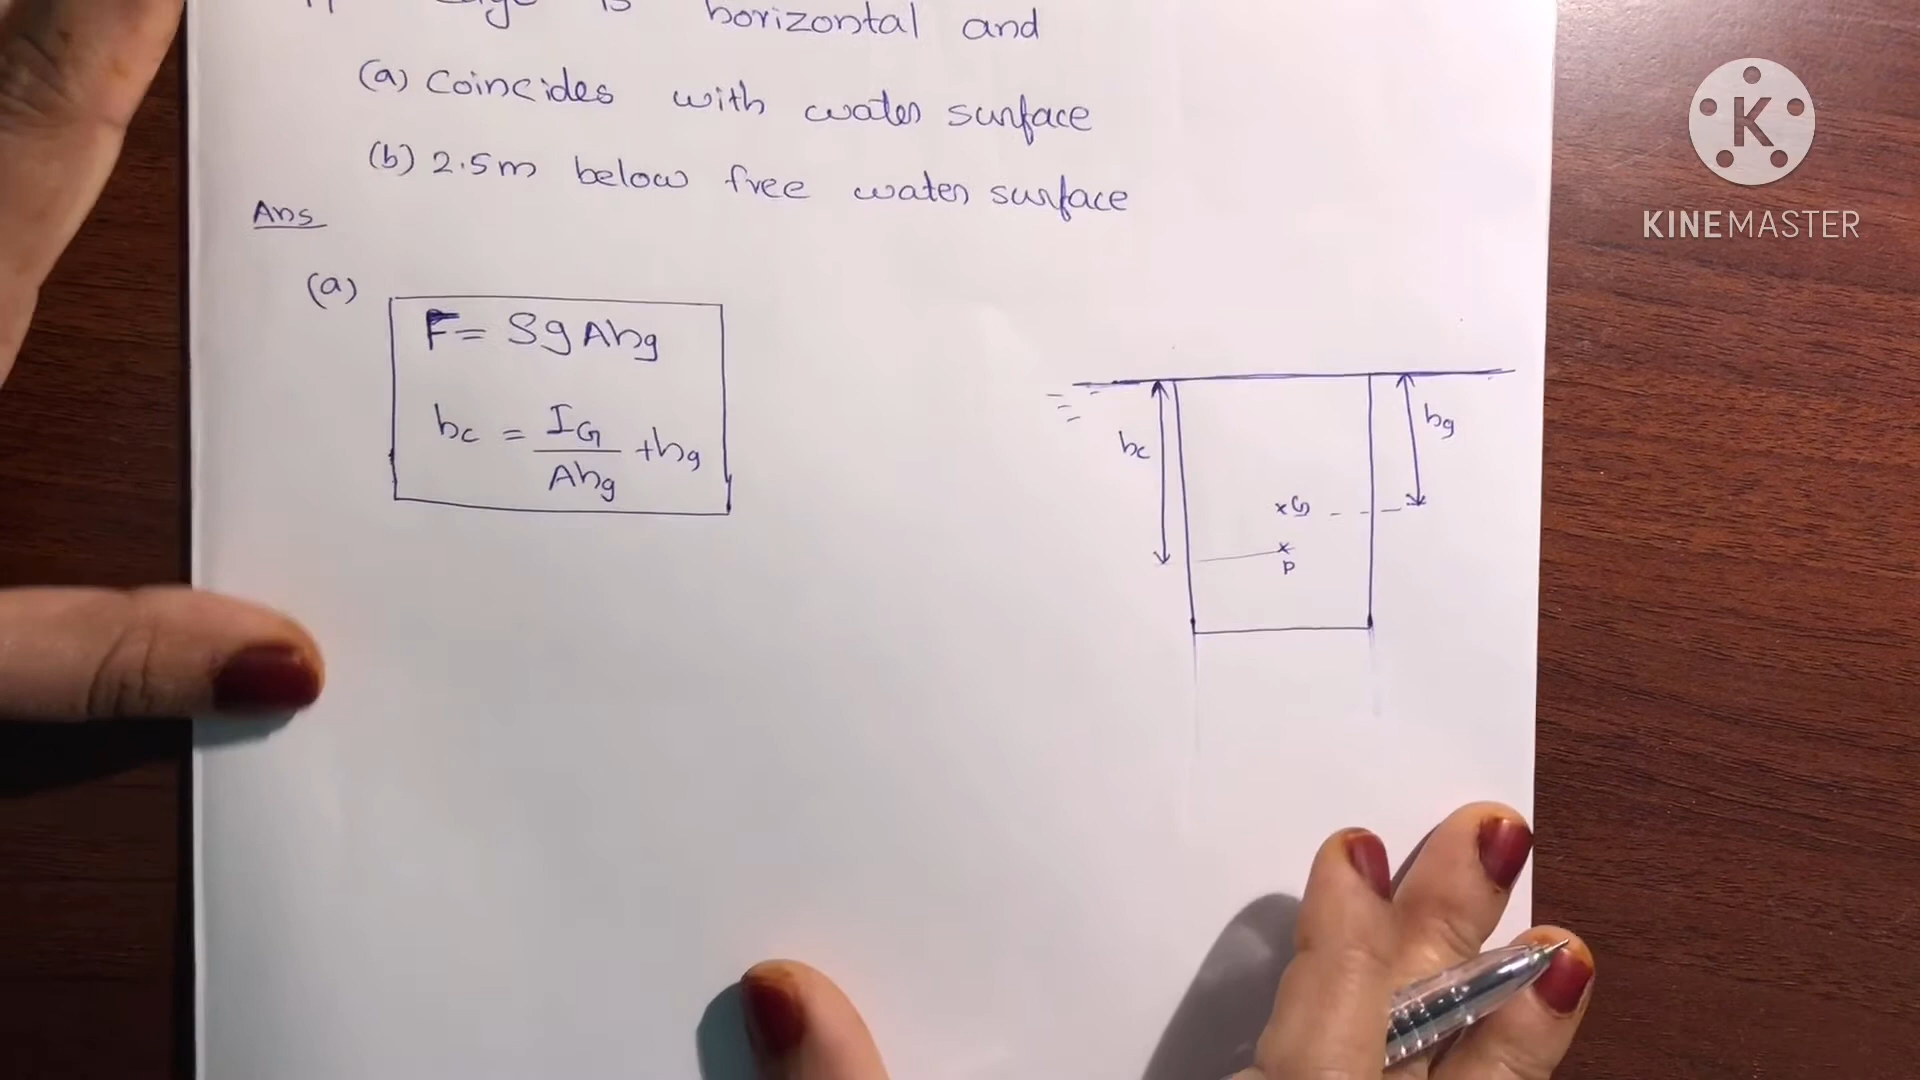 is horizontal and
(a) Coincides with water surface
(b) 2.5m below free water surface
Ans
(a)
F = ρgAhg
hc = IG/Ahg + hg
hc
hg
G
P
K
KINEMASTER